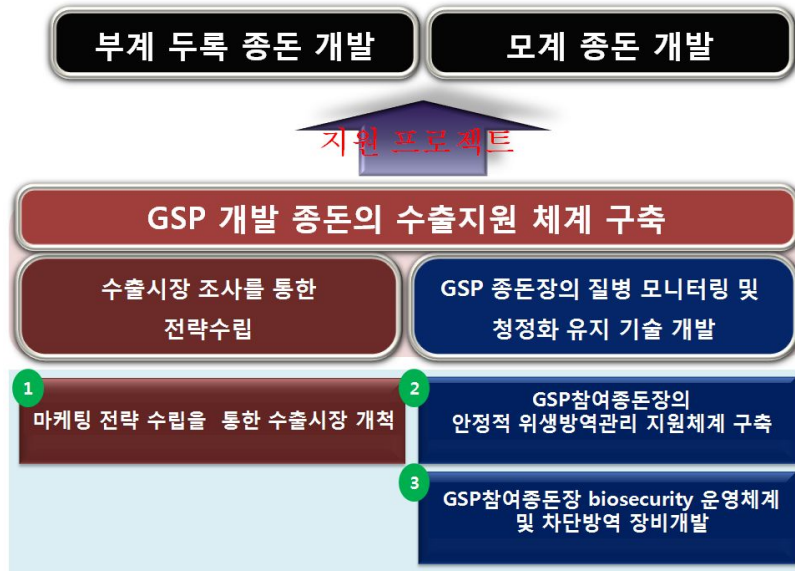 부계 두록 종돈 개발
모계 종돈 개발
지원 프로젝트
GSP 개발 종돈의 수출지원 체계 구축
수출시장 조사를 통한
전략수립
GSP 종돈장의 질병 모니터링 및
청정화 유지 기술 개발
1
마케팅 전략 수립을 통한 수출시장 개척
2
GSP참여종돈장의
안정적 위생방역관리 지원체계 구축
3
GSP참여종돈장 biosecurity 운영체계
및 차단방역 장비개발